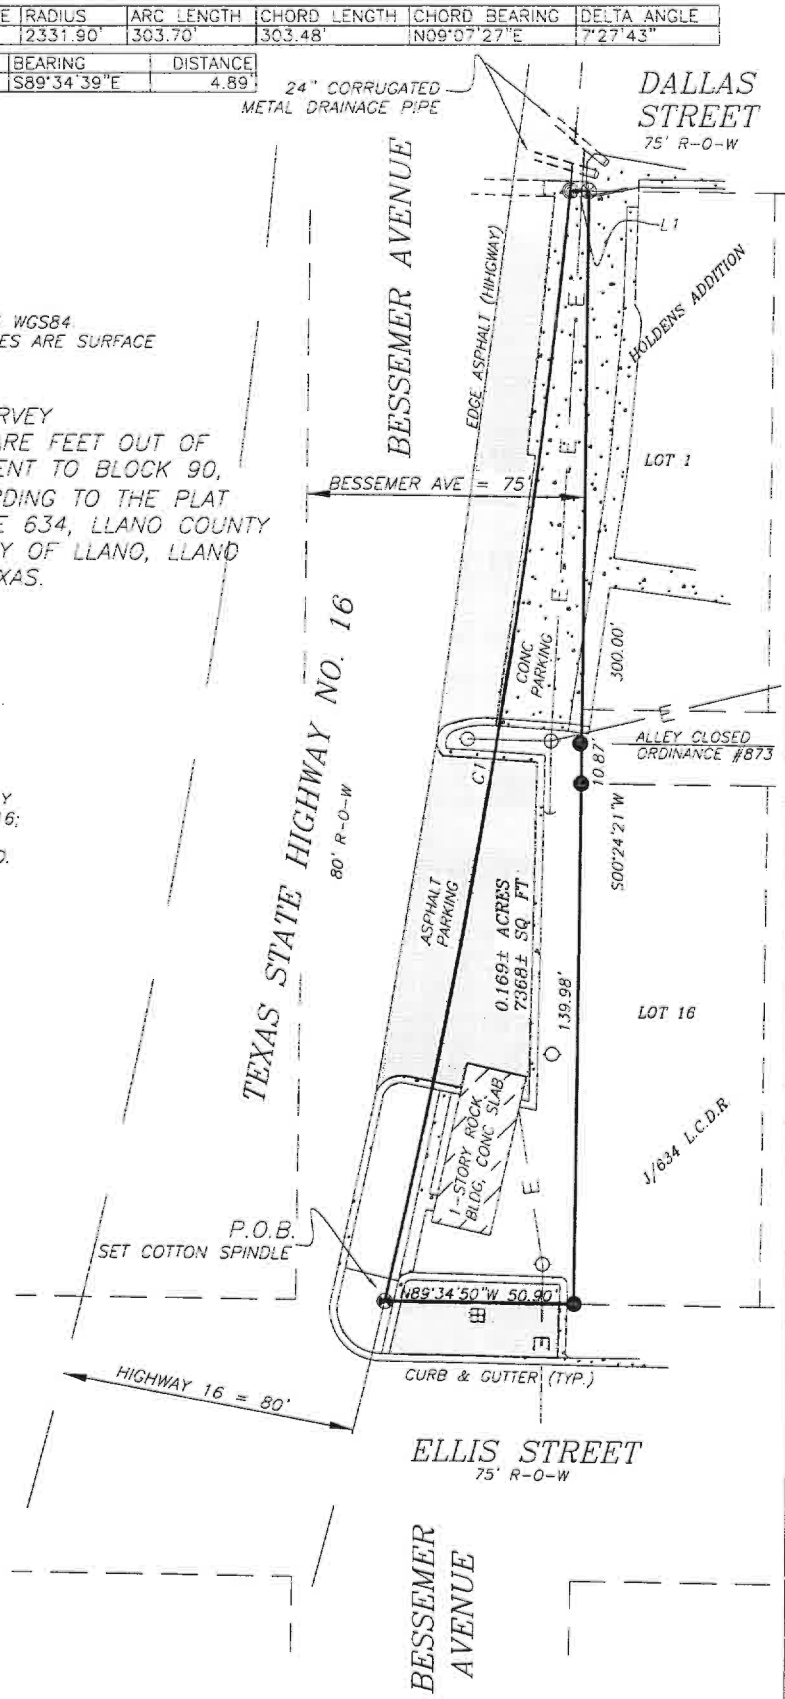 E RADIUS ARC LENGTH CHORD LENGTH CHORD BEARING DELTA ANGLE
2331.90' 303.70' 303.48' N09°07'27"E 7°27'43"
BEARING DISTANCE
S89°34'39"E 4.89'
24" CORRUGATED
METAL DRAINAGE PIPE
DALLAS
STREET
75' R-O-W
BESSEMER AVENUE
L1
EDGE ASPHALT (HIHGWAY)
HOLDENS ADDITION
WGS84
ES ARE SURFACE
RVEY
ARE FEET OUT OF
ENT TO BLOCK 90,
RDING TO THE PLAT
E 634, LLANO COUNTY
Y OF LLANO, LLANO
XAS.
E
E
LOT 1
BESSEMER AVE = 75'
E
CONC
PARKING
300.00'
E
ALLEY CLOSED
ORDINANCE #873
10.87'
C1
TEXAS STATE HIGHWAY NO. 16
80' R-O-W
Y
16;
D.
S00°24'21"W
ASPHALT
PARKING
0.169± ACRES
7368± SQ FT
139.98'
LOT 16
1-STORY ROCK
BLDG, CONC SLAB
1/634 L.C.D.R.
E
P.O.B.
SET COTTON SPINDLE
N89°34'50"W 50.90'
E
CURB & GUTTER (TYP.)
HIGHWAY 16 = 80'
ELLIS STREET
75' R-O-W
BESSEMER
AVENUE